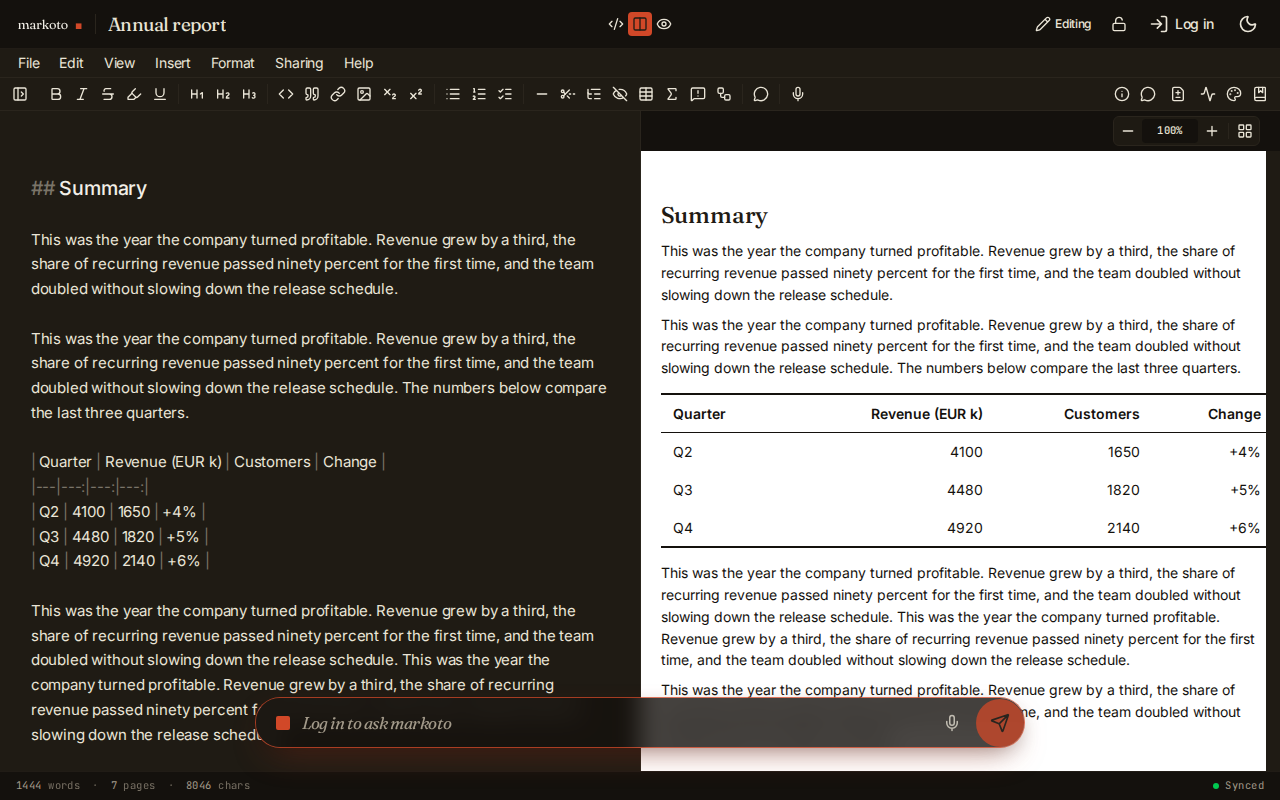 markoto
Annual report
Editing
Log in
File Edit View Insert Format Sharing Help
H1 H2 H3
100%
## Summary
This was the year the company turned profitable. Revenue grew by a third, the
share of recurring revenue passed ninety percent for the first time, and the team
doubled without slowing down the release schedule.
This was the year the company turned profitable. Revenue grew by a third, the
share of recurring revenue passed ninety percent for the first time, and the team
doubled without slowing down the release schedule. The numbers below compare
the last three quarters.
| Quarter | Revenue (EUR k) | Customers | Change |
|---|---:|---:|---:|
| Q2 | 4100 | 1650 | +4% |
| Q3 | 4480 | 1820 | +5% |
| Q4 | 4920 | 2140 | +6% |
This was the year the company turned profitable. Revenue grew by a third, the
share of recurring revenue passed ninety percent for the first time, and the team
doubled without slowing down the release schedule. This was the year the
company turned profitable. Revenue grew by a third, the share of recurring
revenue passed ninety percent
slowing down the release
Summary
This was the year the company turned profitable. Revenue grew by a third, the share of
recurring revenue passed ninety percent for the first time, and the team doubled without
slowing down the release schedule.
This was the year the company turned profitable. Revenue grew by a third, the share of
recurring revenue passed ninety percent for the first time, and the team doubled without
slowing down the release schedule. The numbers below compare the last three quarters.
Quarter Revenue (EUR k) Customers Change
Q2 4100 1650 +4%
Q3 4480 1820 +5%
Q4 4920 2140 +6%
This was the year the company turned profitable. Revenue grew by a third, the share of
recurring revenue passed ninety percent for the first time, and the team doubled without
slowing down the release schedule. This was the year the company turned profitable.
Revenue grew by a third, the share of recurring revenue passed ninety percent for the first
time, and the team doubled without slowing down the release schedule.
This was the year the company turned profitable. Revenue grew by a third, the share of
and the team doubled without
Log in to ask markoto
1444 words · 7 pages · 8046 chars
Synced